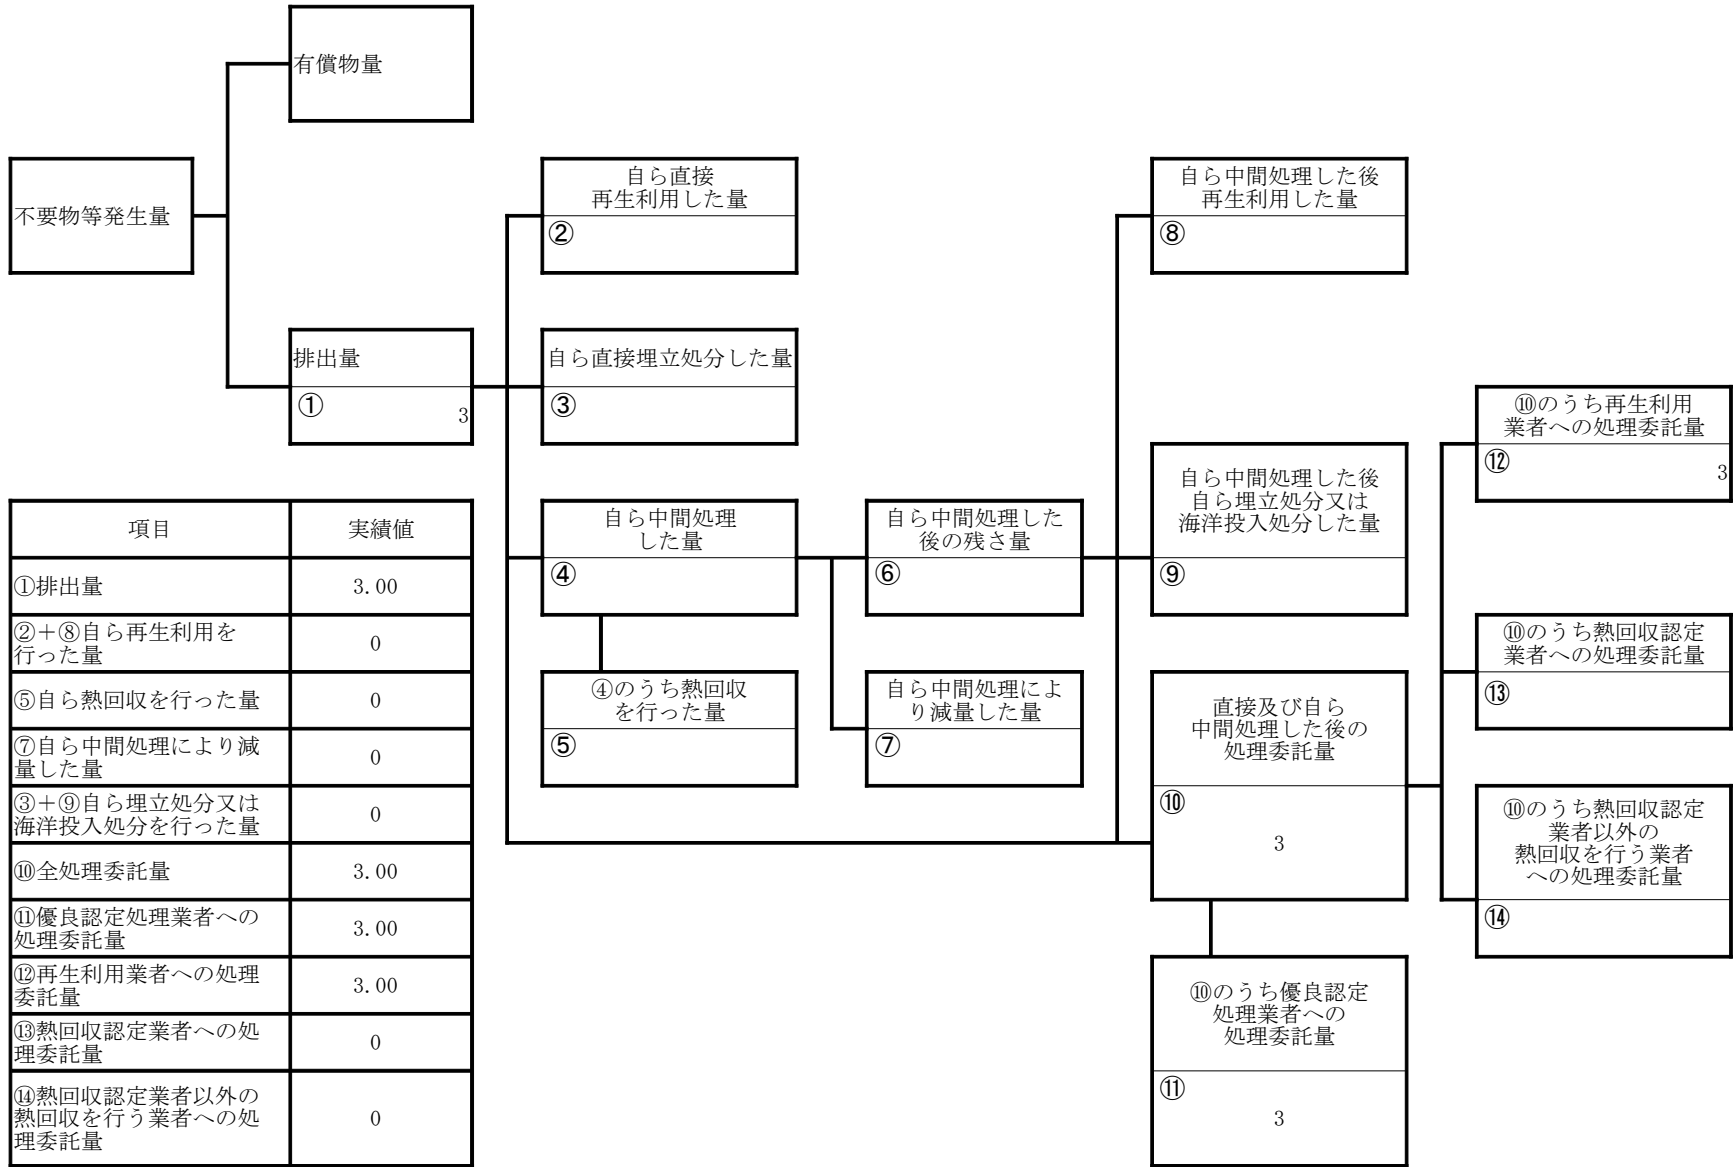 有償物量
不要物等発生量
自ら直接
再生利用した量
②
自ら中間処理した後
再生利用した量
⑧
排出量
①
3
自ら直接埋立処分した量
③
⑩のうち再生利用
業者への処理委託量
⑫
3
自ら中間処理した後
自ら埋立処分又は
海洋投入処分した量
⑨
自ら中間処理
した量
④
自ら中間処理した
後の残さ量
⑥
⑩のうち熱回収認定
業者への処理委託量
⑬
④のうち熱回収
を行った量
⑤
自ら中間処理によ
り減量した量
⑦
直接及び自ら
中間処理した後の
処理委託量
⑩
3
⑩のうち熱回収認定
業者以外の
熱回収を行う業者
への処理委託量
⑭
⑩のうち優良認定
処理業者への
処理委託量
⑪
3
項目 実績値
①排出量 3.00
②＋⑧自ら再生利用を
行った量 0
⑤自ら熱回収を行った量 0
⑦自ら中間処理により減
量した量 0
③＋⑨自ら埋立処分又は
海洋投入処分を行った量 0
⑩全処理委託量 3.00
⑪優良認定処理業者への
処理委託量 3.00
⑫再生利用業者への処理
委託量 3.00
⑬熱回収認定業者への処
理委託量 0
⑭熱回収認定業者以外の
熱回収を行う業者への処
理委託量 0